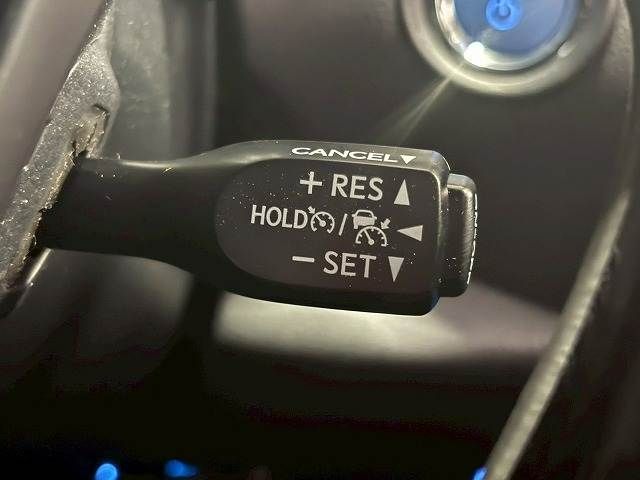 CANCEL▼
+ RES ▲
HOLD / ◀
− SET ▼